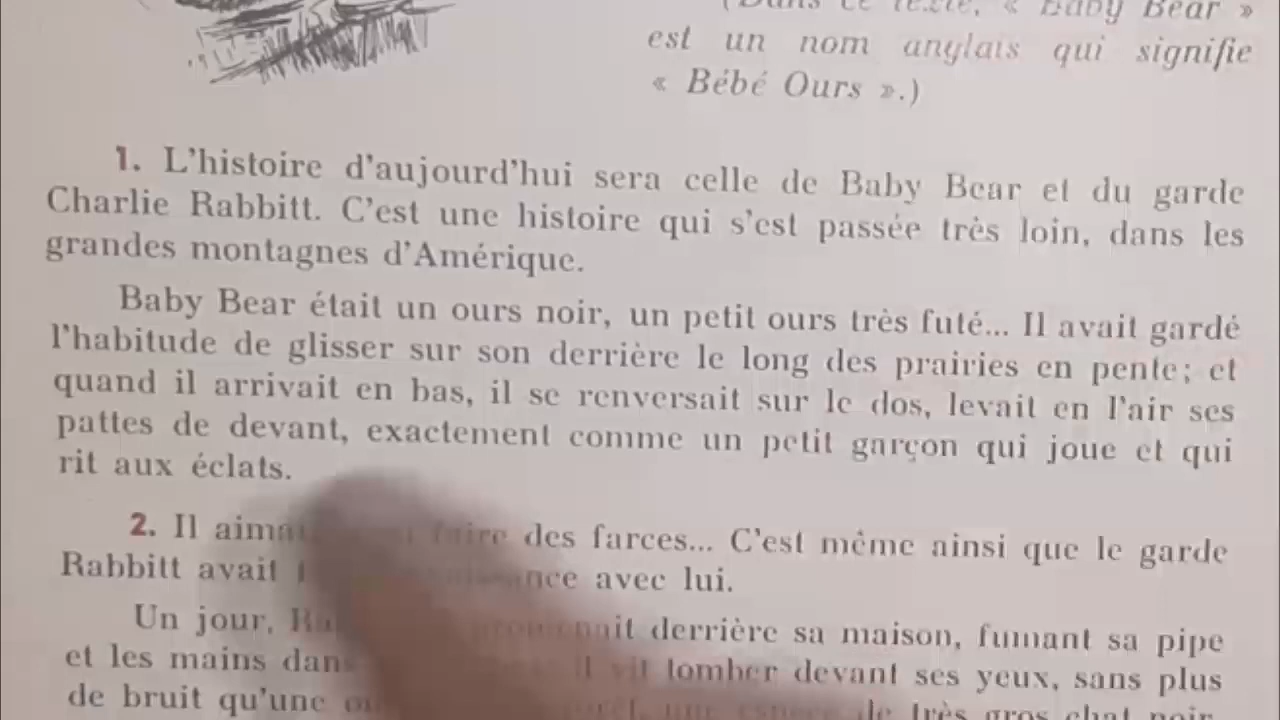 (Dans ce texte, « Baby Bear »
est un nom anglais qui signifie
« Bébé Ours ».)
1. L'histoire d'aujourd'hui sera celle de Baby Bear et du garde
Charlie Rabbitt. C'est une histoire qui s'est passée très loin, dans les
grandes montagnes d'Amérique.
Baby Bear était un ours noir, un petit ours très futé... Il avait gardé
l'habitude de glisser sur son derrière le long des prairies en pente; et
quand il arrivait en bas, il se renversait sur le dos, levait en l'air ses
pattes de devant, exactement comme un petit garçon qui joue et qui
rit aux éclats.
2. Il faire des farces... C'est même ainsi que le garde
Rabbitt avait avec lui.
Un jour, derrière sa maison, fumant sa pipe
et les mains il vit tomber devant ses yeux, sans plus
de bruit qu'une une espèce de très gros chat noir